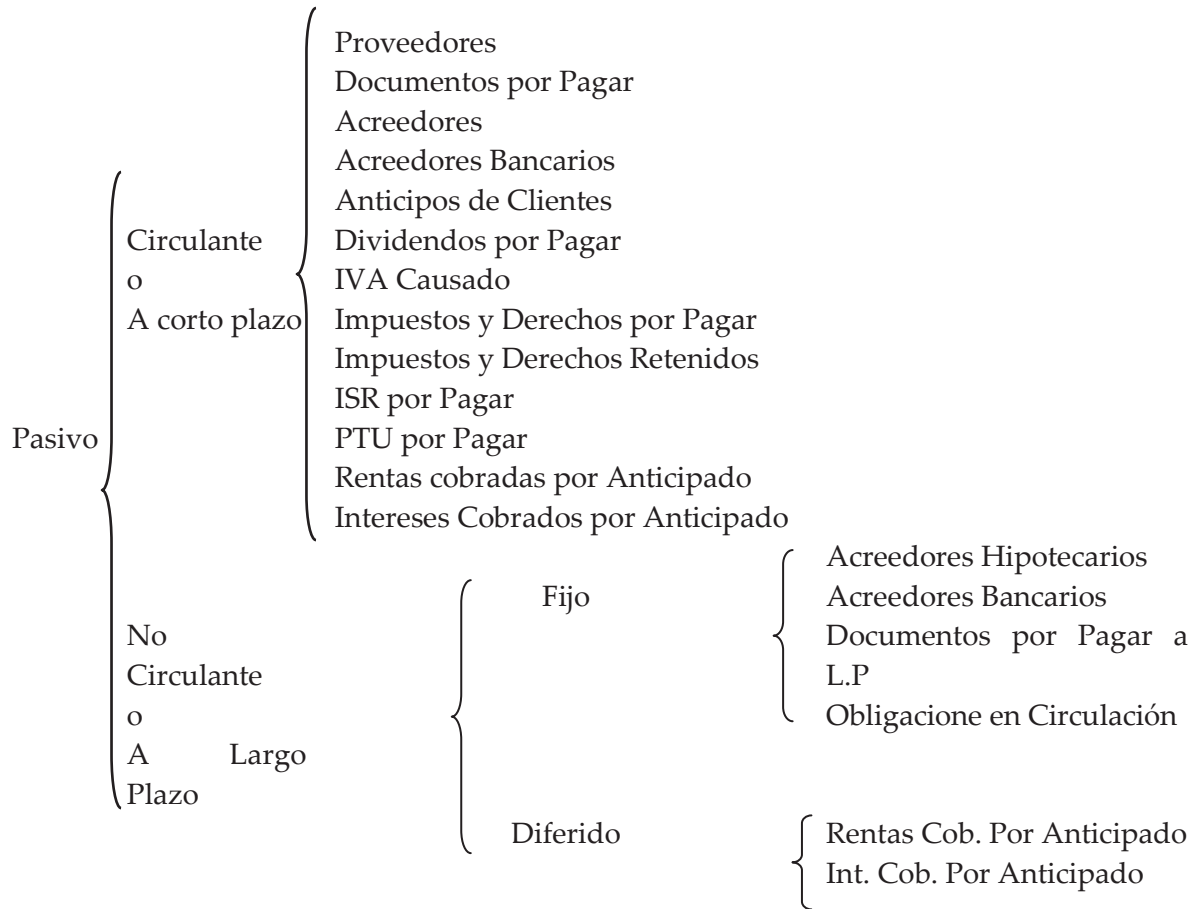 Pasivo
Circulante
o
A corto plazo
Proveedores
Documentos por Pagar
Acreedores
Acreedores Bancarios
Anticipos de Clientes
Dividendos por Pagar
IVA Causado
Impuestos y Derechos por Pagar
Impuestos y Derechos Retenidos
ISR por Pagar
PTU por Pagar
Rentas cobradas por Anticipado
Intereses Cobrados por Anticipado
No
Circulante
o
A Largo
Plazo
Fijo
Acreedores Hipotecarios
Acreedores Bancarios
Documentos por Pagar a
L.P
Obligacione en Circulación
Diferido
Rentas Cob. Por Anticipado
Int. Cob. Por Anticipado